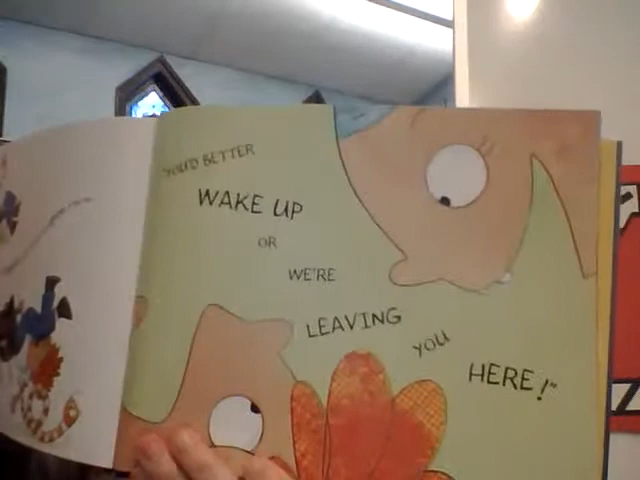 YOU'D BETTER
WAKE UP
OR
WE'RE
LEAVING
YOU
HERE!"